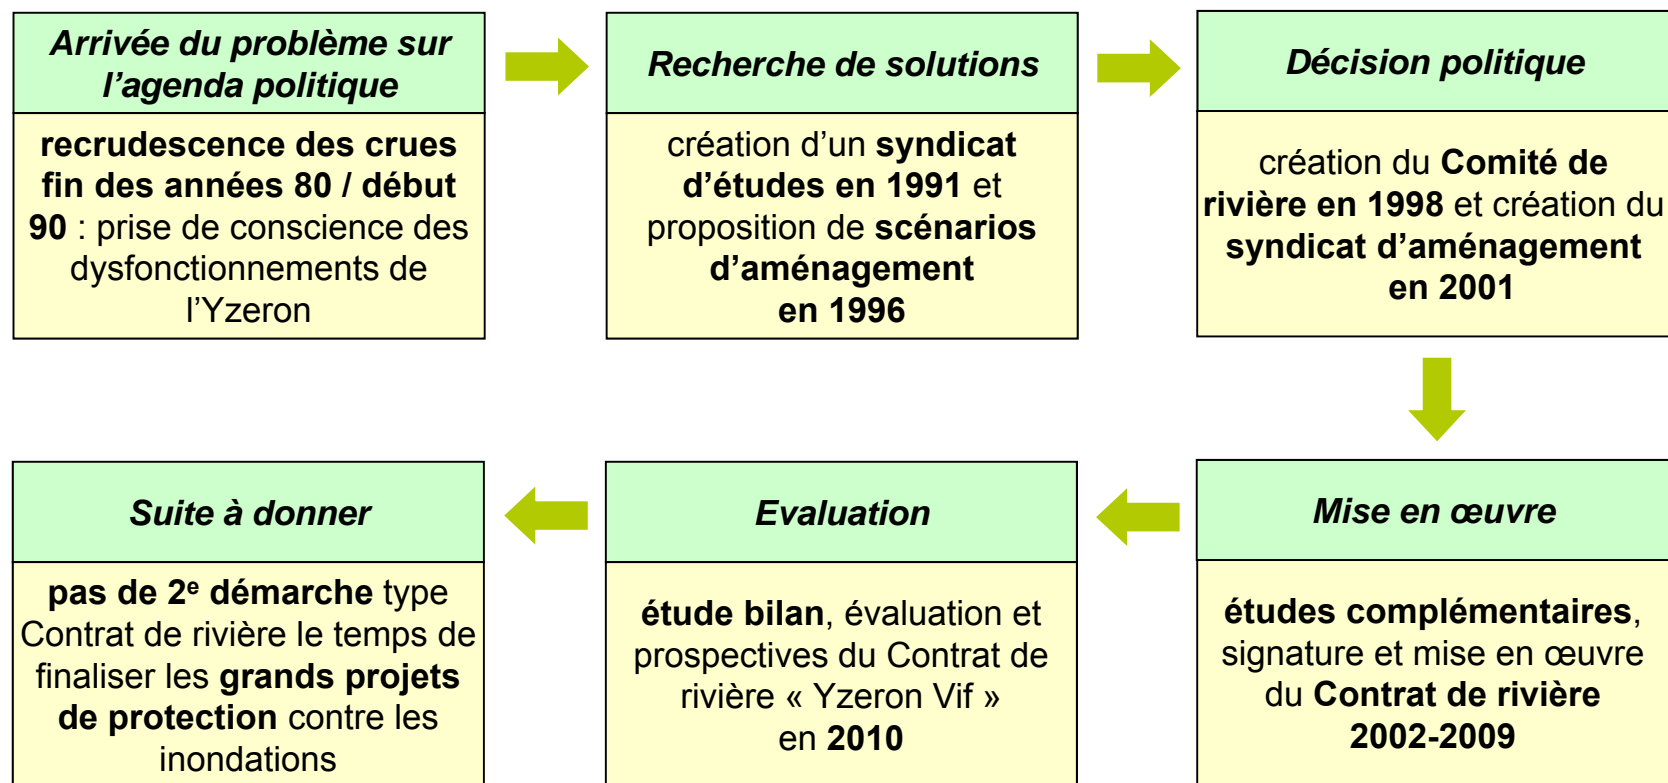 Arrivée du problème sur
l'agenda politique
recrudescence des crues
fin des années 80 / début
90 : prise de conscience des
dysfonctionnements de
l'Yzeron
Recherche de solutions
création d'un syndicat
d'études en 1991 et
proposition de scénarios
d'aménagement
en 1996
Décision politique
création du Comité de
rivière en 1998 et création du
syndicat d'aménagement
en 2001
Mise en œuvre
études complémentaires,
signature et mise en œuvre
du Contrat de rivière
2002-2009
Evaluation
étude bilan, évaluation et
prospectives du Contrat de
rivière « Yzeron Vif »
en 2010
Suite à donner
pas de 2e démarche type
Contrat de rivière le temps de
finaliser les grands projets
de protection contre les
inondations